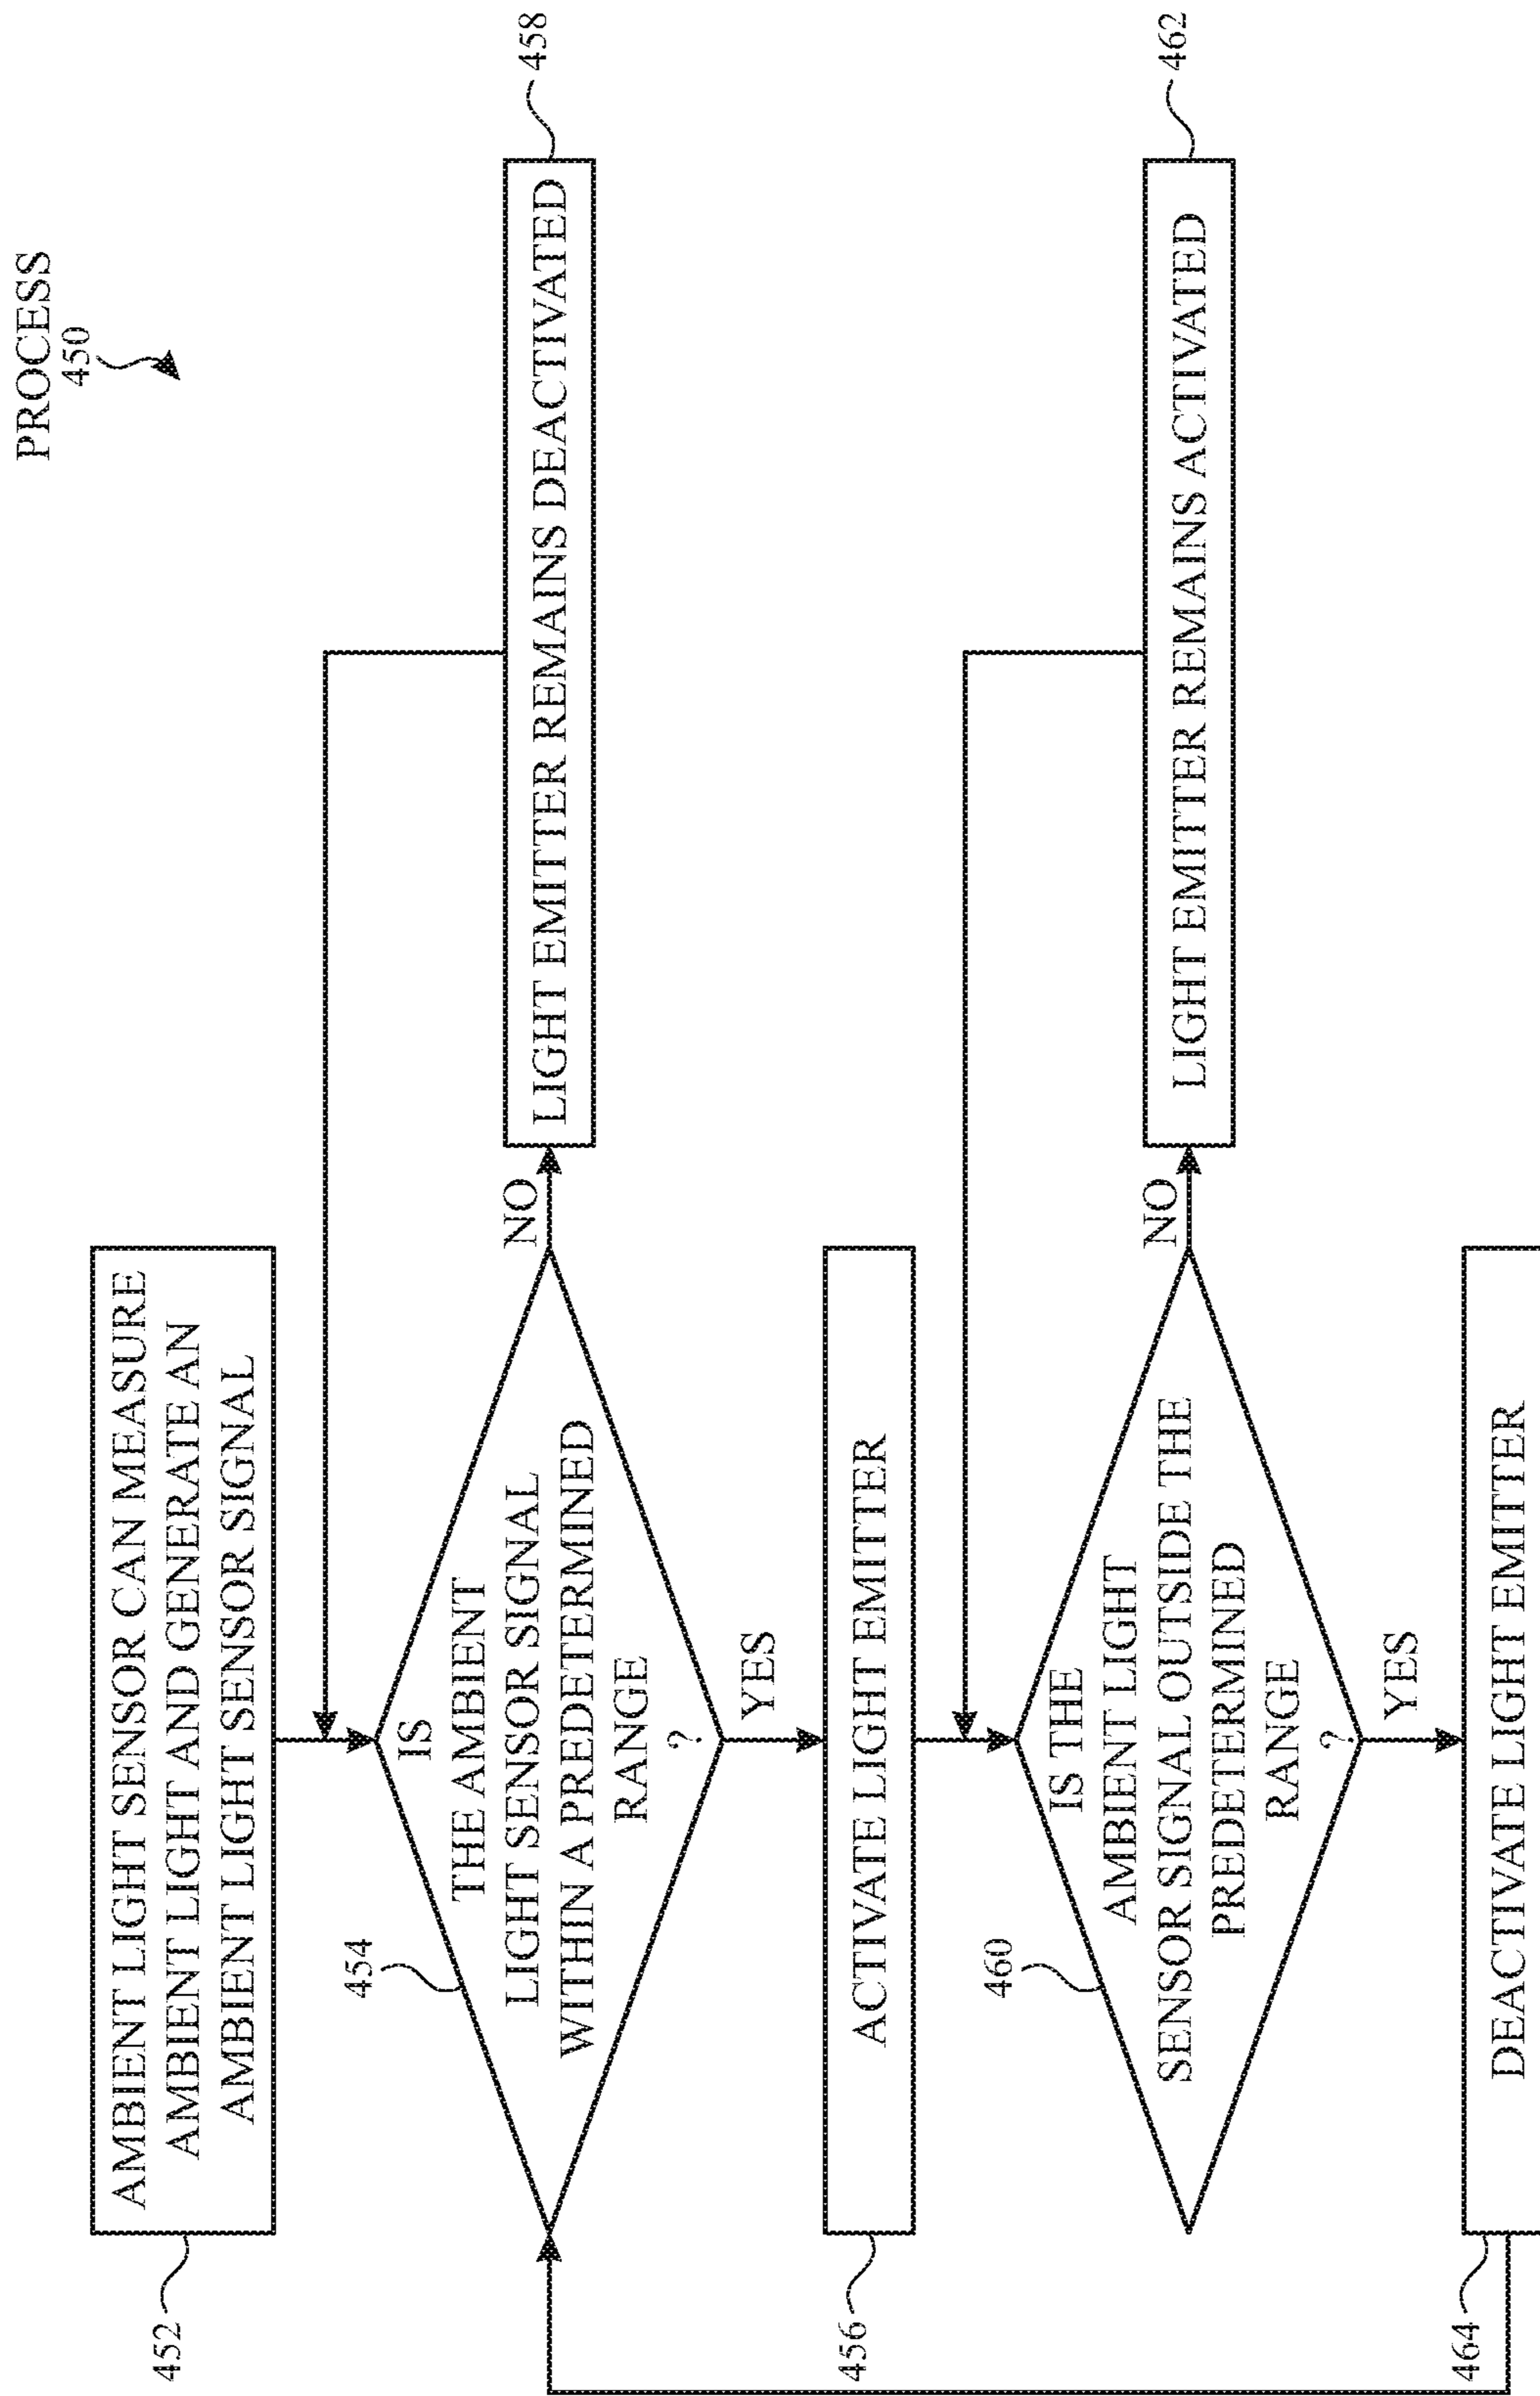 PROCESS
450
AMBIENT LIGHT SENSOR CAN MEASURE
AMBIENT LIGHT AND GENERATE AN
AMBIENT LIGHT SENSOR SIGNAL
452
454
IS
THE AMBIENT
LIGHT SENSOR SIGNAL
WITHIN A PREDETERMINED
RANGE
?
NO
LIGHT EMITTER REMAINS DEACTIVATED
458
YES
ACTIVATE LIGHT EMITTER
456
460
IS THE
AMBIENT LIGHT
SENSOR SIGNAL OUTSIDE THE
PREDETERMINED
RANGE
?
NO
LIGHT EMITTER REMAINS ACTIVATED
462
YES
DEACTIVATE LIGHT EMITTER
464